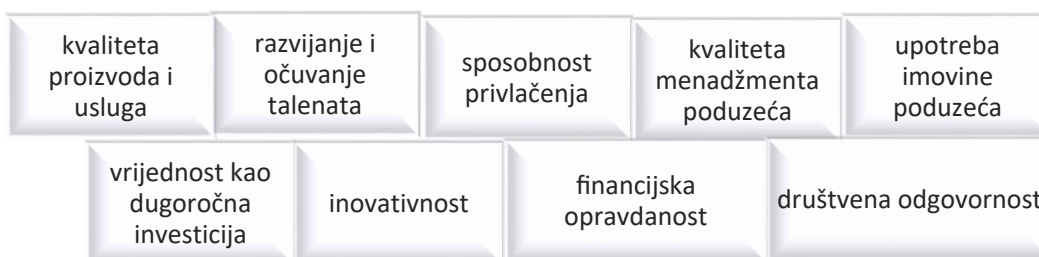 kvaliteta
proizvoda i
usluga
razvijanje i
očuvanje
talenata
sposobnost
privlačenja
kvaliteta
menadžmenta
poduzeća
upotreba
imovine
poduzeća
vrijednost kao
dugoročna
investicija
inovativnost
financijska
opravdanost
društvena odgovornost